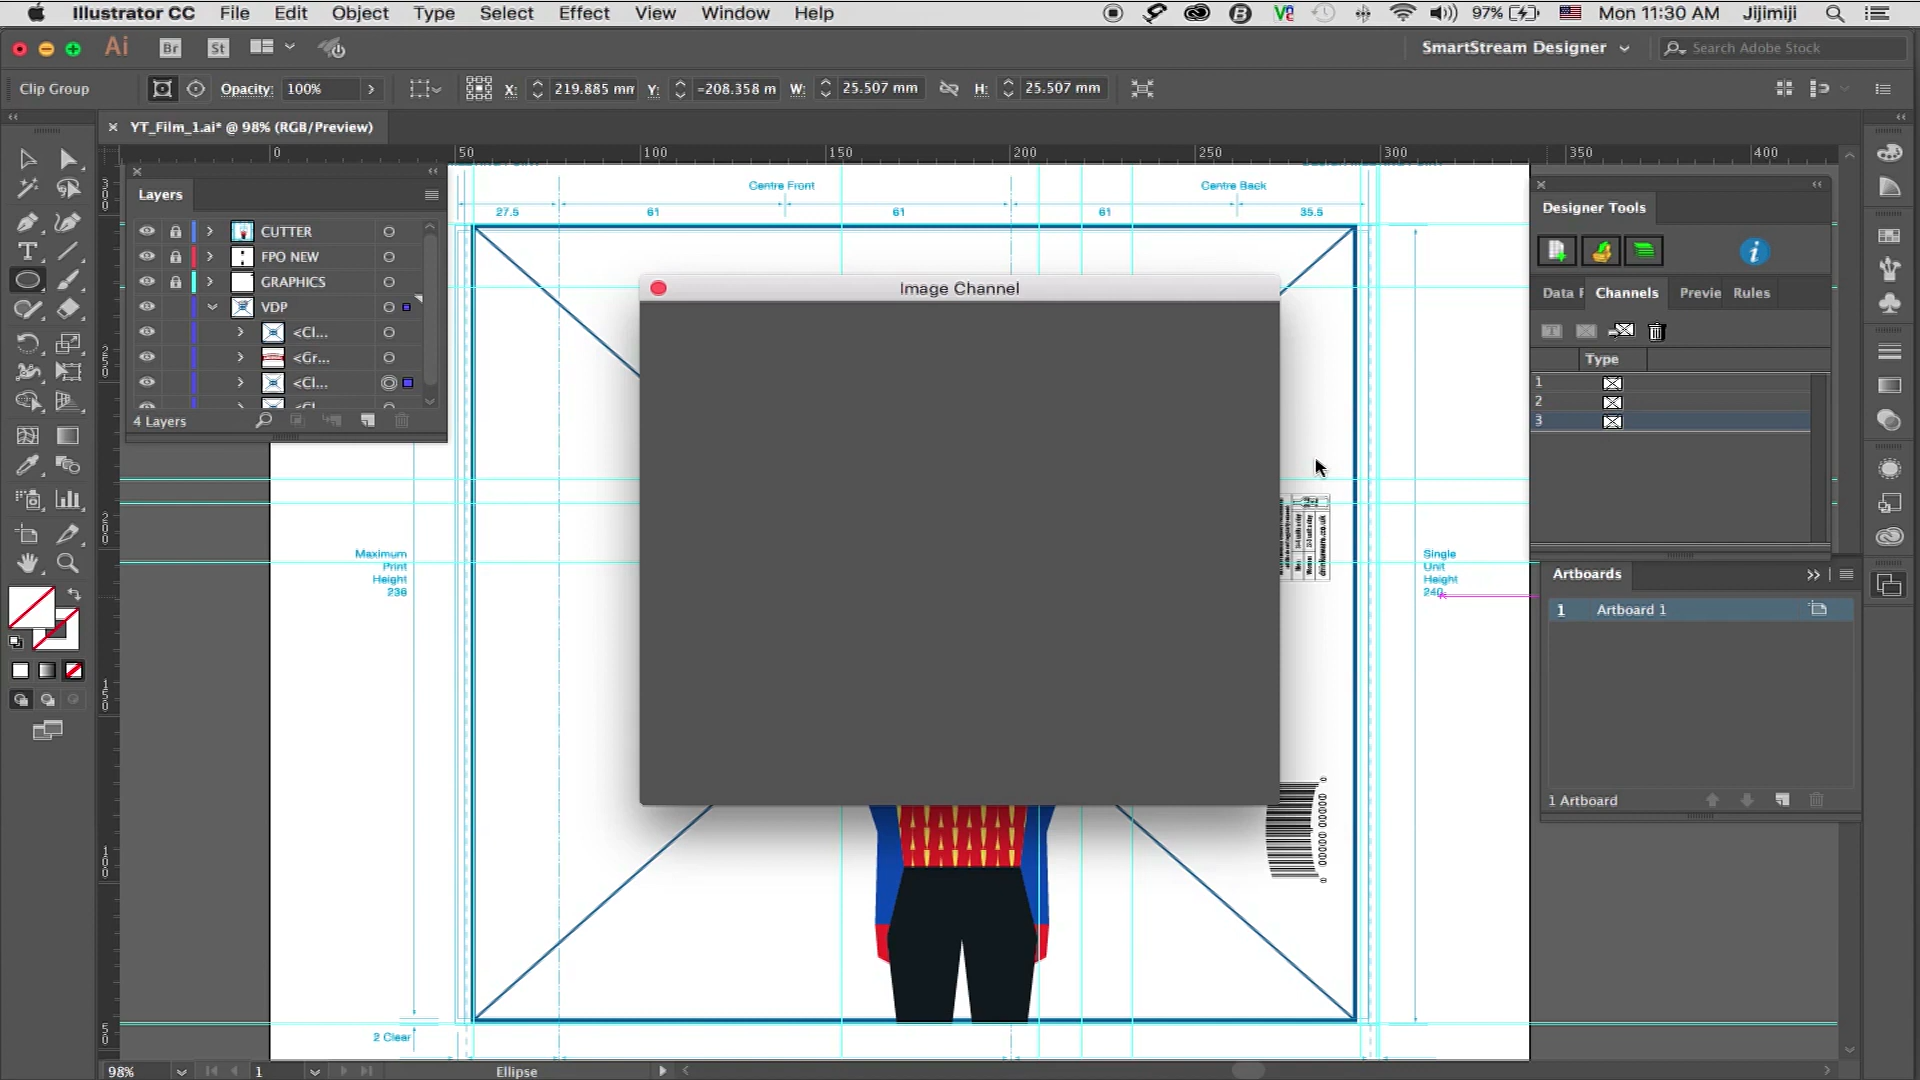 Illustrator CC File Edit Object Type Select Effect View Window Help 97% Mon 11:30 AM Jijimiji
Ai Br St SmartStream Designer Search Adobe Stock
Clip Group Opacity: 100% X: 219.885 mm Y: -208.358 m W: 25.507 mm H: 25.507 mm
YT_Film_1.ai* @ 98% (RGB/Preview)
0 50 100 150 200 250 300 350 400
Layers
CUTTER
FPO NEW
GRAPHICS
VDP
<Cl...
<Gr...
<Cl...
4 Layers
Centre Front Centre Back
27.5 61 61 61 35.5
Image Channel
Designer Tools
Data F Channels Previe Rules
Type
1
2
3
Maximum
Print
Height
236
Single
Unit
Height
240
drinkaware.co.uk
Artboards
1 Artboard 1
1 Artboard
2 Clear
98% 1 Ellipse